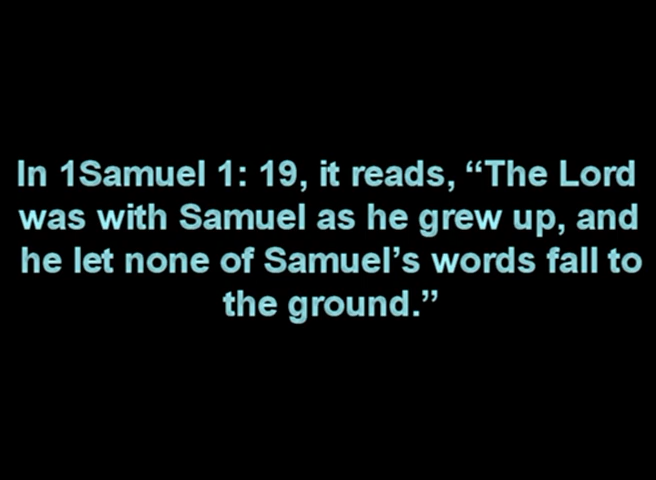 In 1Samuel 1: 19, it reads, “The Lord
was with Samuel as he grew up, and
he let none of Samuel’s words fall to
the ground.”